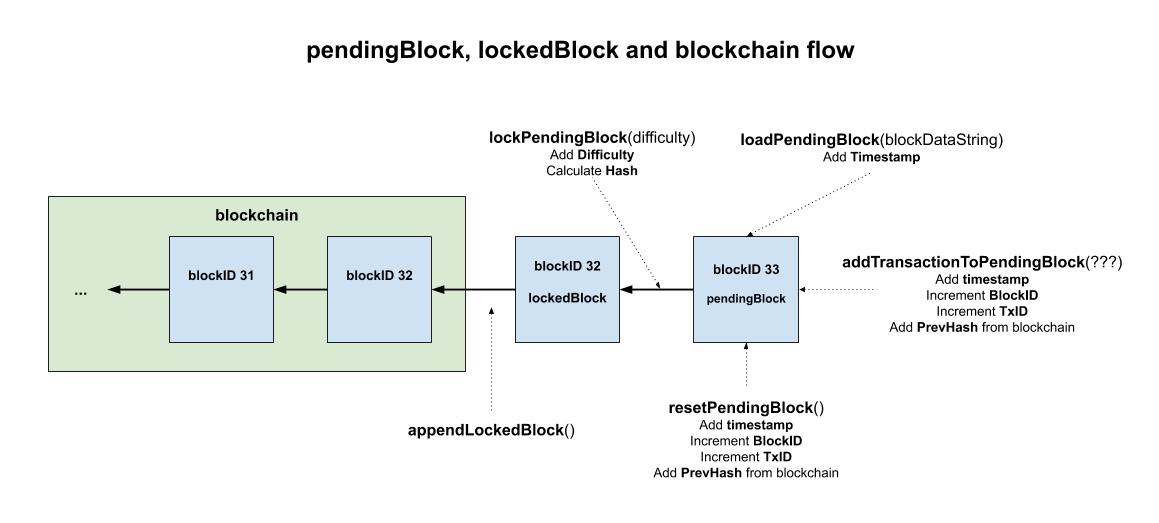 pendingBlock, lockedBlock and blockchain flow
lockPendingBlock(difficulty)
Add Difficulty
Calculate Hash
loadPendingBlock(blockDataString)
Add Timestamp
blockchain
...
blockID 31
blockID 32
blockID 32
lockedBlock
blockID 33
pendingBlock
addTransactionToPendingBlock(???)
Add timestamp
Increment BlockID
Increment TxID
Add PrevHash from blockchain
appendLockedBlock()
resetPendingBlock()
Add timestamp
Increment BlockID
Increment TxID
Add PrevHash from blockchain